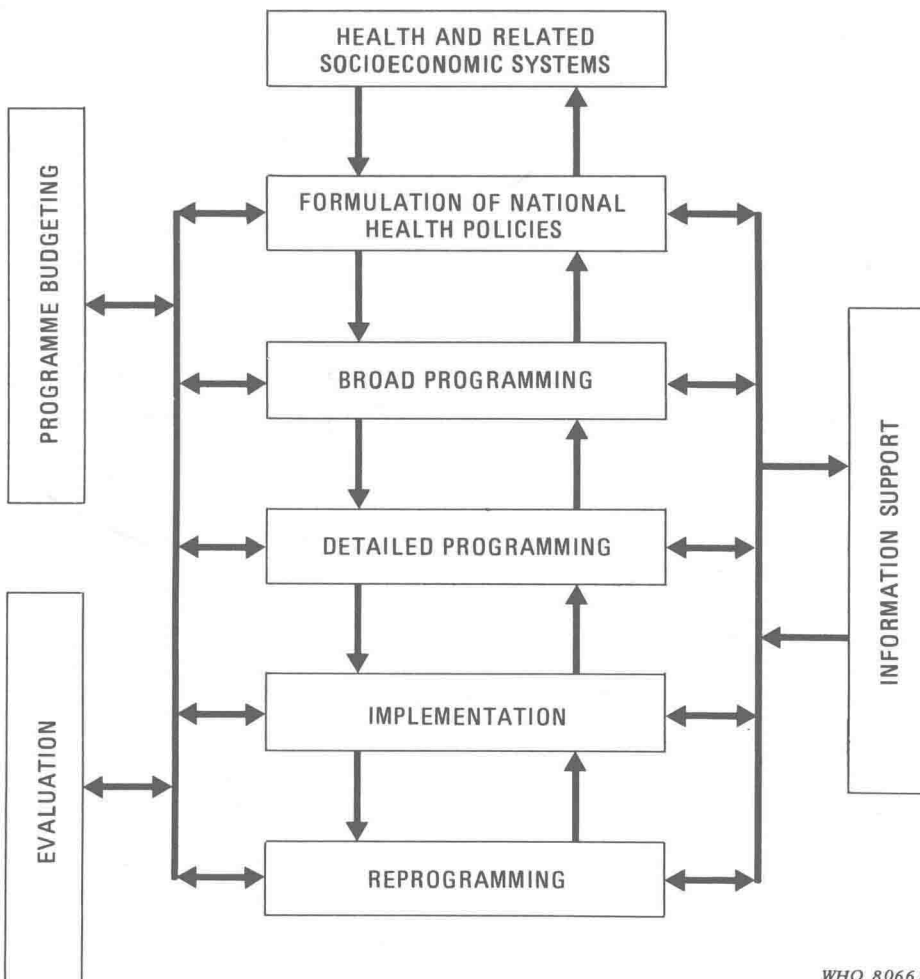 HEALTH AND RELATED
SOCIOECONOMIC SYSTEMS
PROGRAMME BUDGETING
FORMULATION OF NATIONAL
HEALTH POLICIES
BROAD PROGRAMMING
DETAILED PROGRAMMING
INFORMATION SUPPORT
IMPLEMENTATION
EVALUATION
REPROGRAMMING
WHO 8066